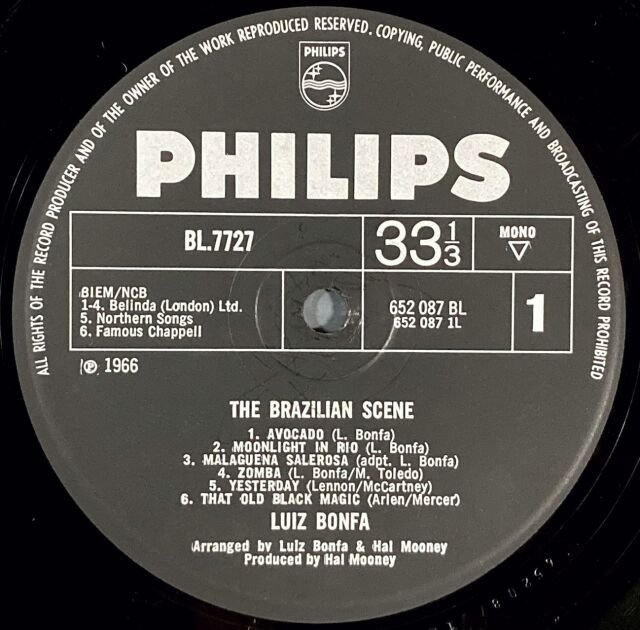 ALL RIGHTS OF THE RECORD PRODUCER AND OF THE OWNER OF THE WORK REPRODUCED RESERVED. COPYING, PUBLIC PERFORMANCE AND BROADCASTING OF THIS RECORD PROHIBITED
PHILIPS
PHILIPS
BL.7727
33 1/3
MONO
BIEM/NCB
1-4. Belinda (London) Ltd.
5. Northern Songs
6. Famous Chappell
652 087 BL
652 087 1L
1
℗ 1966
THE BRAZILIAN SCENE
1. AVOCADO (L. Bonfa)
2. MOONLIGHT IN RIO (L. Bonfa)
3. MALAGUENA SALEROSA (adpt. L. Bonfa)
4. ZOMBA (L. Bonfa/M. Toledo)
5. YESTERDAY (Lennon/McCartney)
6. THAT OLD BLACK MAGIC (Arlen/Mercer)
LUIZ BONFA
Arranged by Luiz Bonfa & Hal Mooney
Produced by Hal Mooney